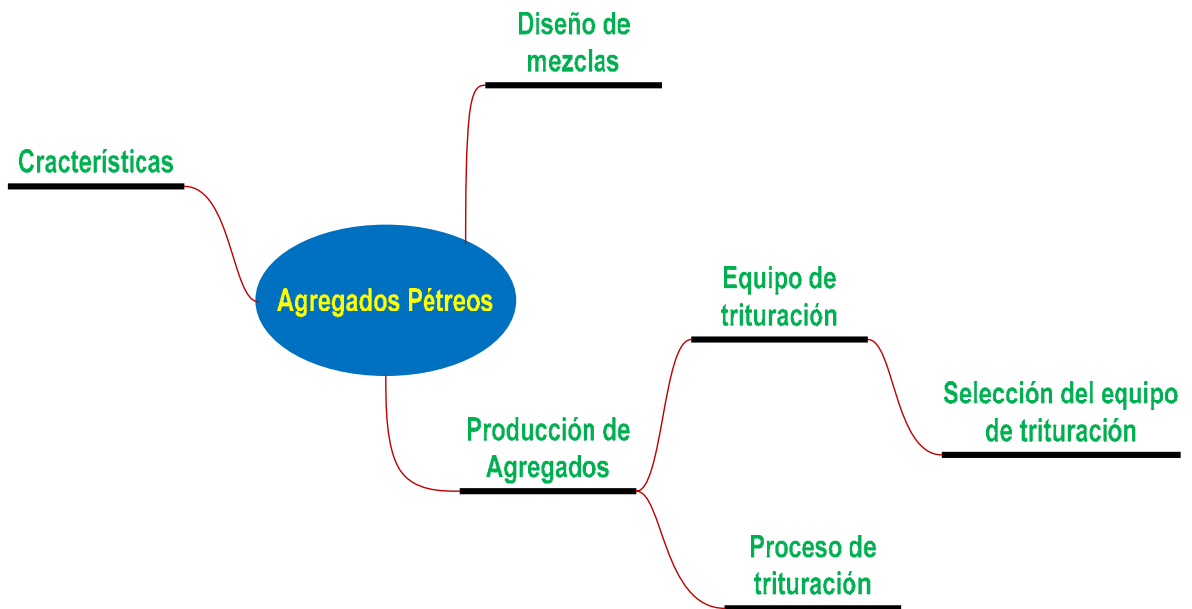 Diseño de
mezclas
Cracterísticas
Agregados Pétreos
Equipo de
trituración
Selección del equipo
de trituración
Producción de
Agregados
Proceso de
trituración